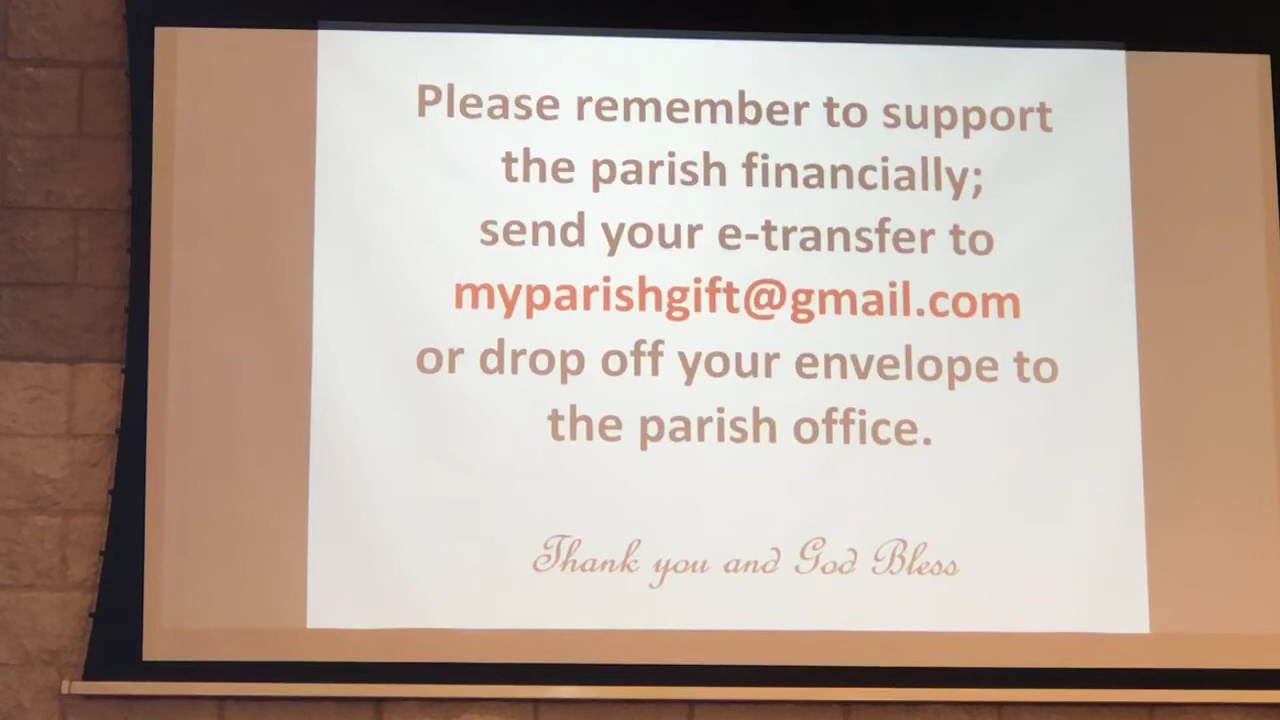 Please remember to support
the parish financially;
send your e-transfer to
myparishgift@gmail.com
or drop off your envelope to
the parish office.
Thank you and God Bless